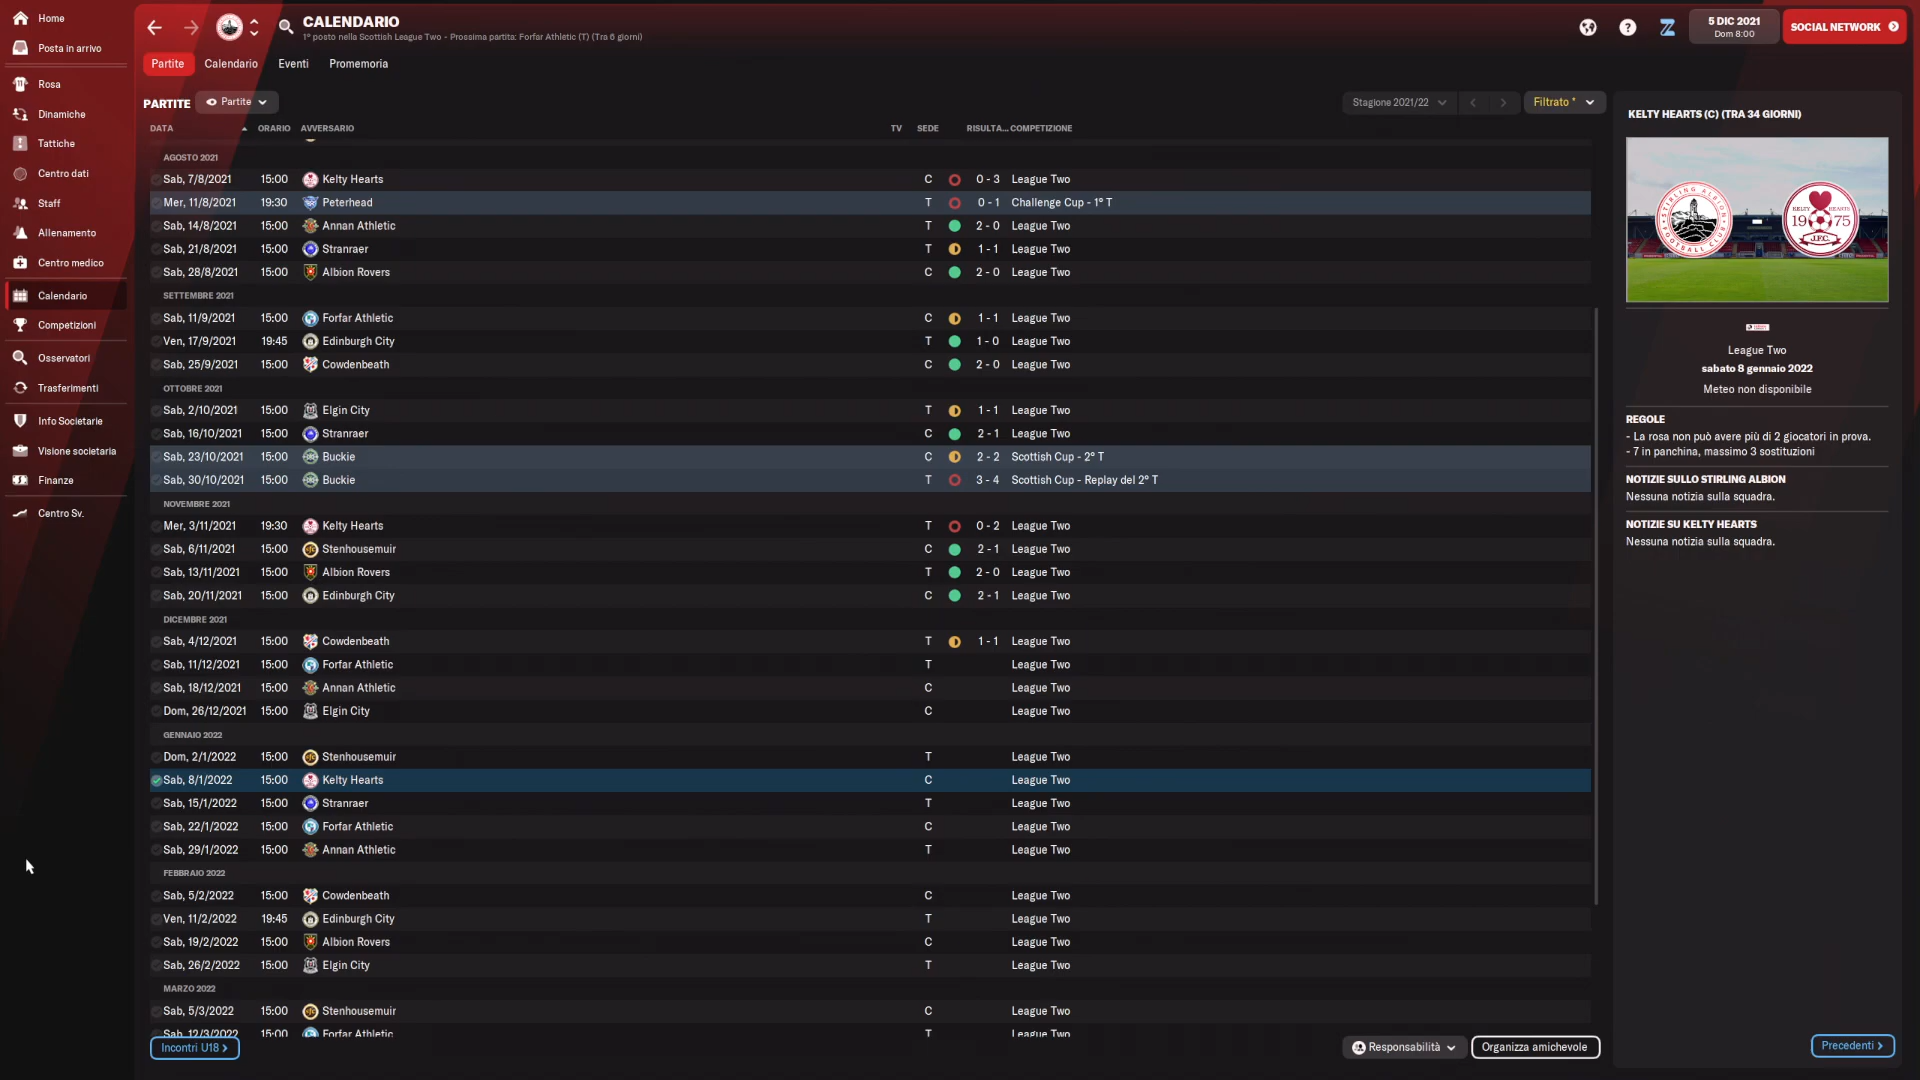 Home
Posta in arrivo
Rosa
Dinamiche
Tattiche
Centro dati
Staff
Allenamento
Centro medico
Calendario
Competizioni
Osservatori
Trasferimenti
Info Societarie
Visione societaria
Finanze
Centro Sv.
CALENDARIO
1° posto nella Scottish League Two - Prossima partita: Forfar Athletic (T) (Tra 6 giorni)
5 DIC 2021
Dom 8:00
SOCIAL NETWORK
Partite Calendario Eventi Promemoria
PARTITE Partite Stagione 2021/22 Filtrato *
DATA ORARIO AVVERSARIO TV SEDE RISULTA... COMPETIZIONE
AGOSTO 2021
Sab, 7/8/2021 15:00 Kelty Hearts C 0 - 3 League Two
Mer, 11/8/2021 19:30 Peterhead T 0 - 1 Challenge Cup - 1° T
Sab, 14/8/2021 15:00 Annan Athletic T 2 - 0 League Two
Sab, 21/8/2021 15:00 Stranraer T 1 - 1 League Two
Sab, 28/8/2021 15:00 Albion Rovers C 2 - 0 League Two
SETTEMBRE 2021
Sab, 11/9/2021 15:00 Forfar Athletic C 1 - 1 League Two
Ven, 17/9/2021 19:45 Edinburgh City T 1 - 0 League Two
Sab, 25/9/2021 15:00 Cowdenbeath C 2 - 0 League Two
OTTOBRE 2021
Sab, 2/10/2021 15:00 Elgin City T 1 - 1 League Two
Sab, 16/10/2021 15:00 Stranraer C 2 - 1 League Two
Sab, 23/10/2021 15:00 Buckie C 2 - 2 Scottish Cup - 2° T
Sab, 30/10/2021 15:00 Buckie T 3 - 4 Scottish Cup - Replay del 2° T
NOVEMBRE 2021
Mer, 3/11/2021 19:30 Kelty Hearts T 0 - 2 League Two
Sab, 6/11/2021 15:00 Stenhousemuir C 2 - 1 League Two
Sab, 13/11/2021 15:00 Albion Rovers T 2 - 0 League Two
Sab, 20/11/2021 15:00 Edinburgh City C 2 - 1 League Two
DICEMBRE 2021
Sab, 4/12/2021 15:00 Cowdenbeath T 1 - 1 League Two
Sab, 11/12/2021 15:00 Forfar Athletic T League Two
Sab, 18/12/2021 15:00 Annan Athletic C League Two
Dom, 26/12/2021 15:00 Elgin City C League Two
GENNAIO 2022
Dom, 2/1/2022 15:00 Stenhousemuir T League Two
Sab, 8/1/2022 15:00 Kelty Hearts C League Two
Sab, 15/1/2022 15:00 Stranraer T League Two
Sab, 22/1/2022 15:00 Forfar Athletic C League Two
Sab, 29/1/2022 15:00 Annan Athletic T League Two
FEBBRAIO 2022
Sab, 5/2/2022 15:00 Cowdenbeath C League Two
Ven, 11/2/2022 19:45 Edinburgh City T League Two
Sab, 19/2/2022 15:00 Albion Rovers C League Two
Sab, 26/2/2022 15:00 Elgin City T League Two
MARZO 2022
Sab, 5/3/2022 15:00 Stenhousemuir C League Two
Sab, 12/3/2022 15:00 Forfar Athletic T League Two
Incontri U18 Responsabilità Organizza amichevole
KELTY HEARTS (C) (TRA 34 GIORNI)
STIRLING ALBION
FOOTBALL CLUB
KELTY HEARTS
19 75
J.F.C.
League Two
sabato 8 gennaio 2022
Meteo non disponibile
REGOLE
- La rosa non può avere più di 2 giocatori in prova.
- 7 in panchina, massimo 3 sostituzioni
NOTIZIE SULLO STIRLING ALBION
Nessuna notizia sulla squadra.
NOTIZIE SU KELTY HEARTS
Nessuna notizia sulla squadra.
Precedenti